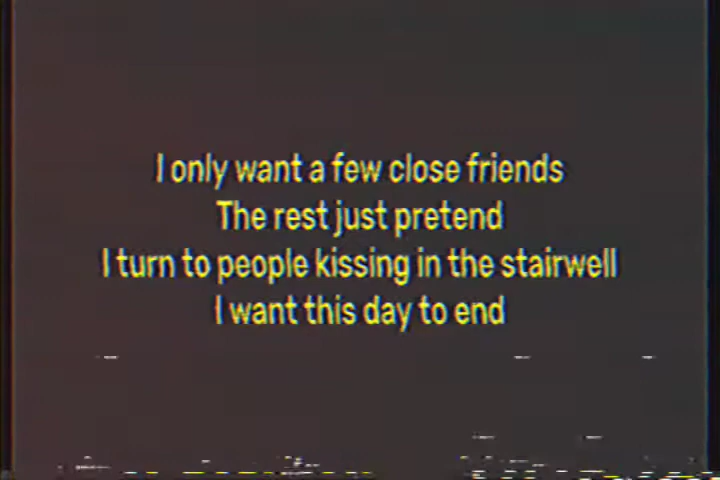 I only want a few close friends
The rest just pretend
I turn to people kissing in the stairwell
I want this day to end